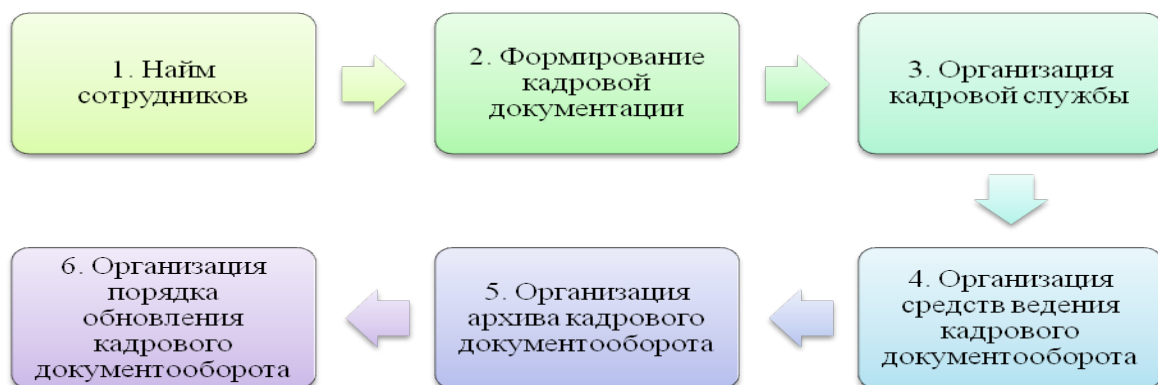 1. Найм
сотрудников
2. Формирование
кадровой
документации
3. Организация
кадровой службы
4. Организация
средств ведения
кадрового
документооборота
5. Организация
архива кадрового
документооборота
6. Организация
порядка
обновления
кадрового
документооборота